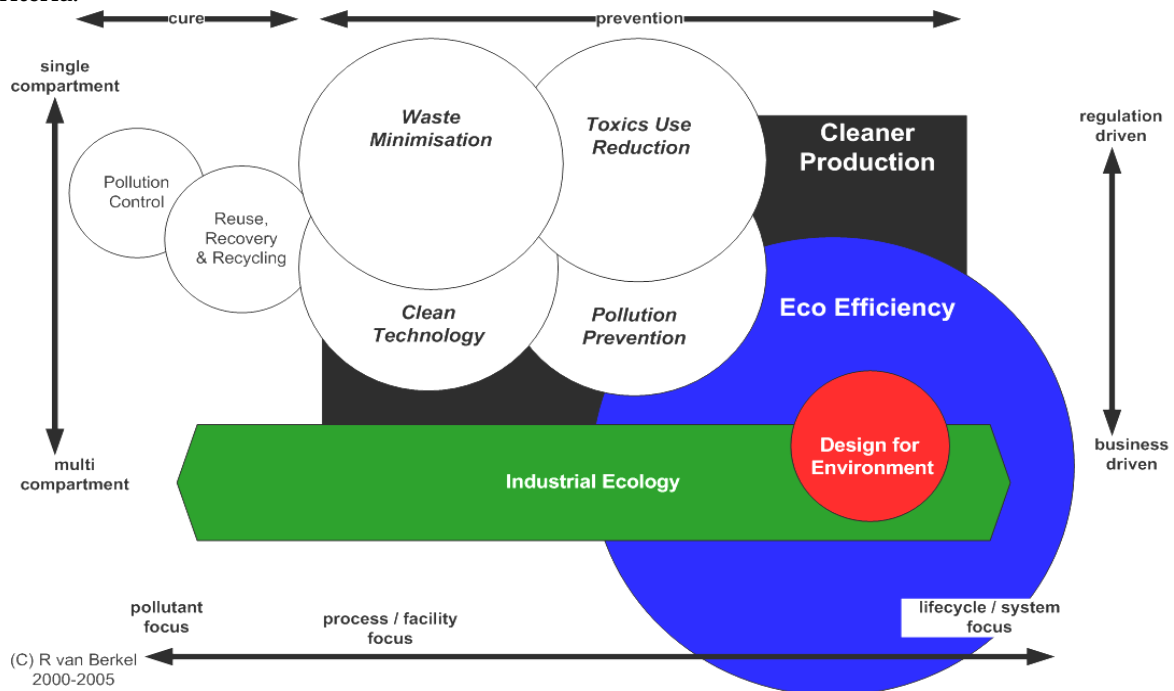 cure
prevention
single
compartment
Waste
Minimisation
Toxics Use
Reduction
Cleaner
Production
regulation
driven
Pollution
Control
Reuse,
Recovery
& Recycling
Clean
Technology
Pollution
Prevention
Eco Efficiency
multi
compartment
Industrial Ecology
Design for
Environment
business
driven
pollutant
focus
process / facility
focus
lifecycle / system
focus
(C) R van Berkel
2000-2005